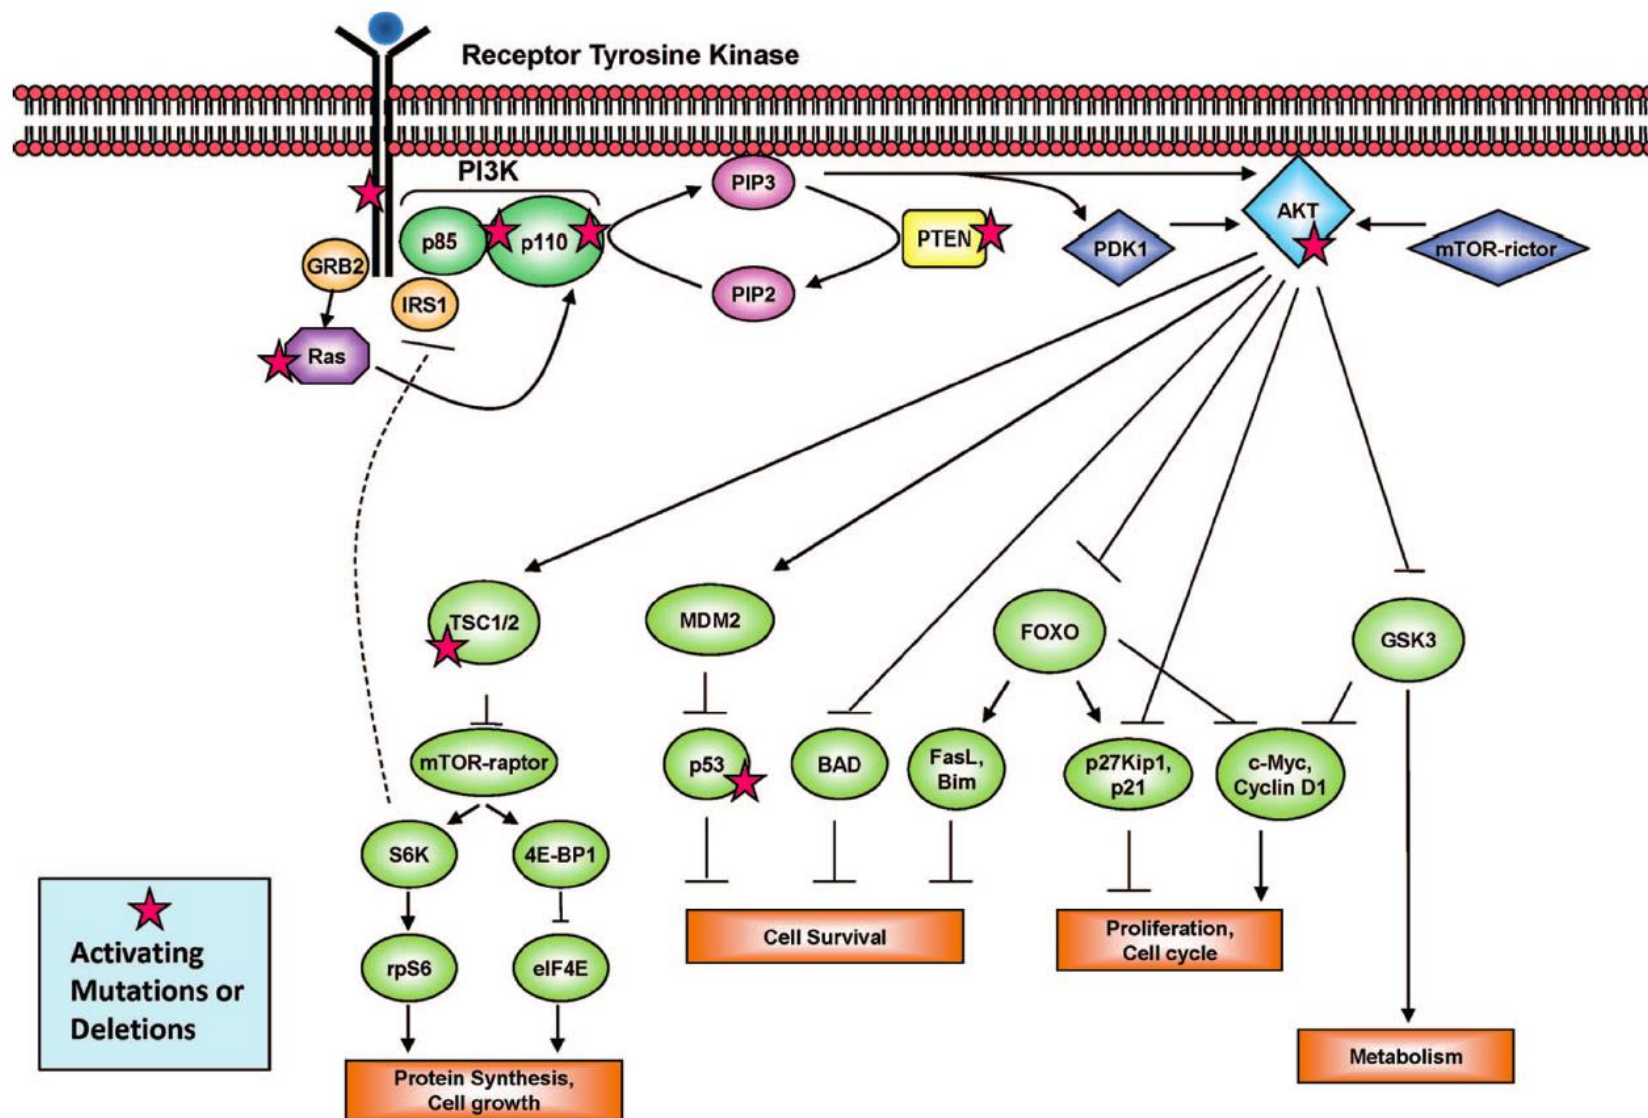 Receptor Tyrosine Kinase
PI3K
PIP3
p85
p110
PTEN
AKT
PDK1
mTOR-rictor
GRB2
IRS1
PIP2
Ras
TSC1/2
MDM2
FOXO
GSK3
mTOR-raptor
p53
BAD
FasL,
Bim
p27Kip1,
p21
c-Myc,
Cyclin D1
S6K
4E-BP1
Cell Survival
Proliferation,
Cell cycle
rpS6
eIF4E
Activating
Mutations or
Deletions
Metabolism
Protein Synthesis,
Cell growth